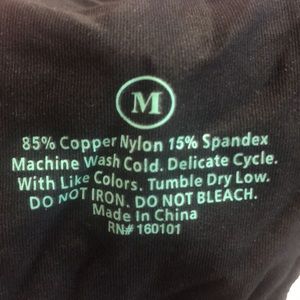 M
85% Copper Nylon 15% Spandex
Machine Wash Cold. Delicate Cycle.
With Like Colors. Tumble Dry Low.
DO NOT IRON. DO NOT BLEACH.
Made In China
RN# 160101